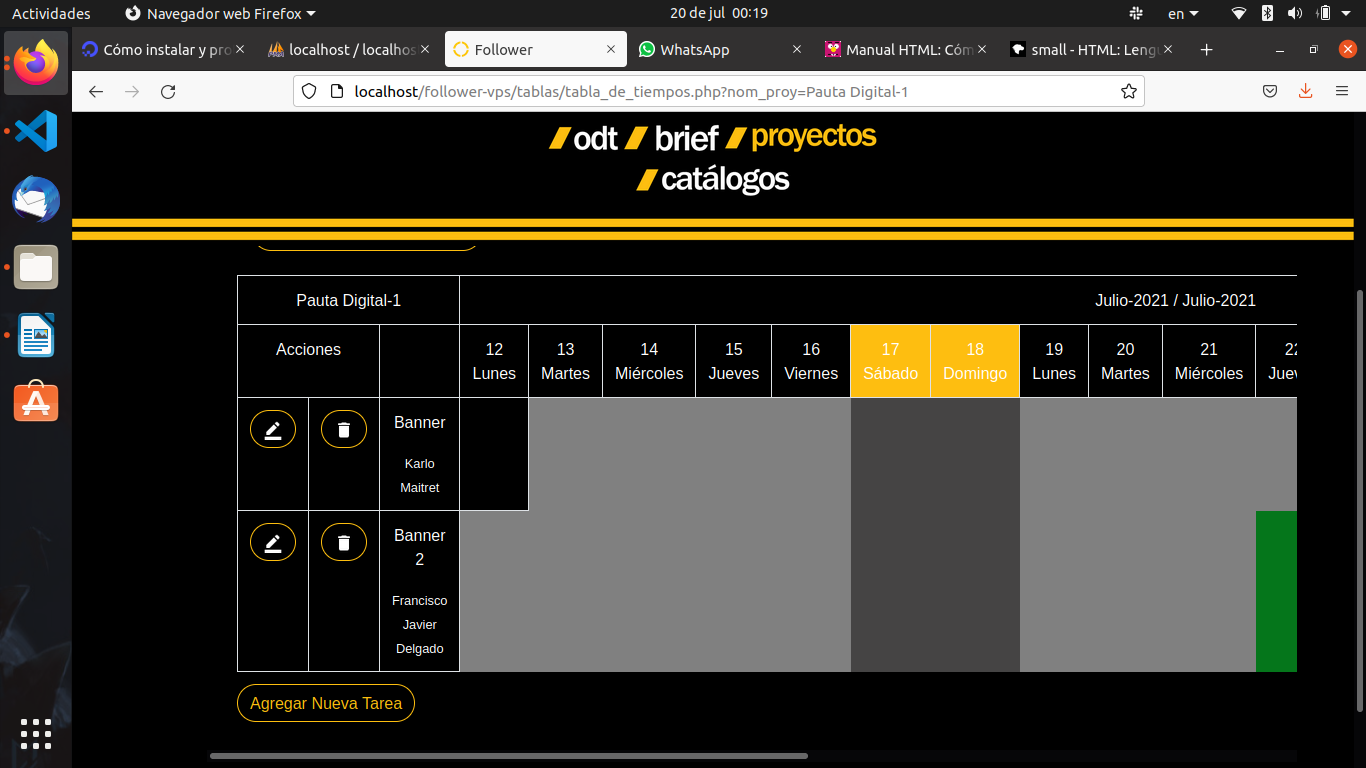 Actividades
Navegador web Firefox
20 de jul 00:19
en
Cómo instalar y pro
localhost / localhos
Follower
WhatsApp
Manual HTML: Cóm
small - HTML: Lengu
localhost/follower-vps/tablas/tabla_de_tiempos.php?nom_proy=Pauta Digital-1
odt brief proyectos
catálogos
Pauta Digital-1
Julio-2021 / Julio-2021
Acciones
12 13 14 15 16 17 18 19 20 21 22
Lunes Martes Miércoles Jueves Viernes Sábado Domingo Lunes Martes Miércoles Juev
Banner
Karlo
Maitret
Banner
2
Francisco
Javier
Delgado
Agregar Nueva Tarea